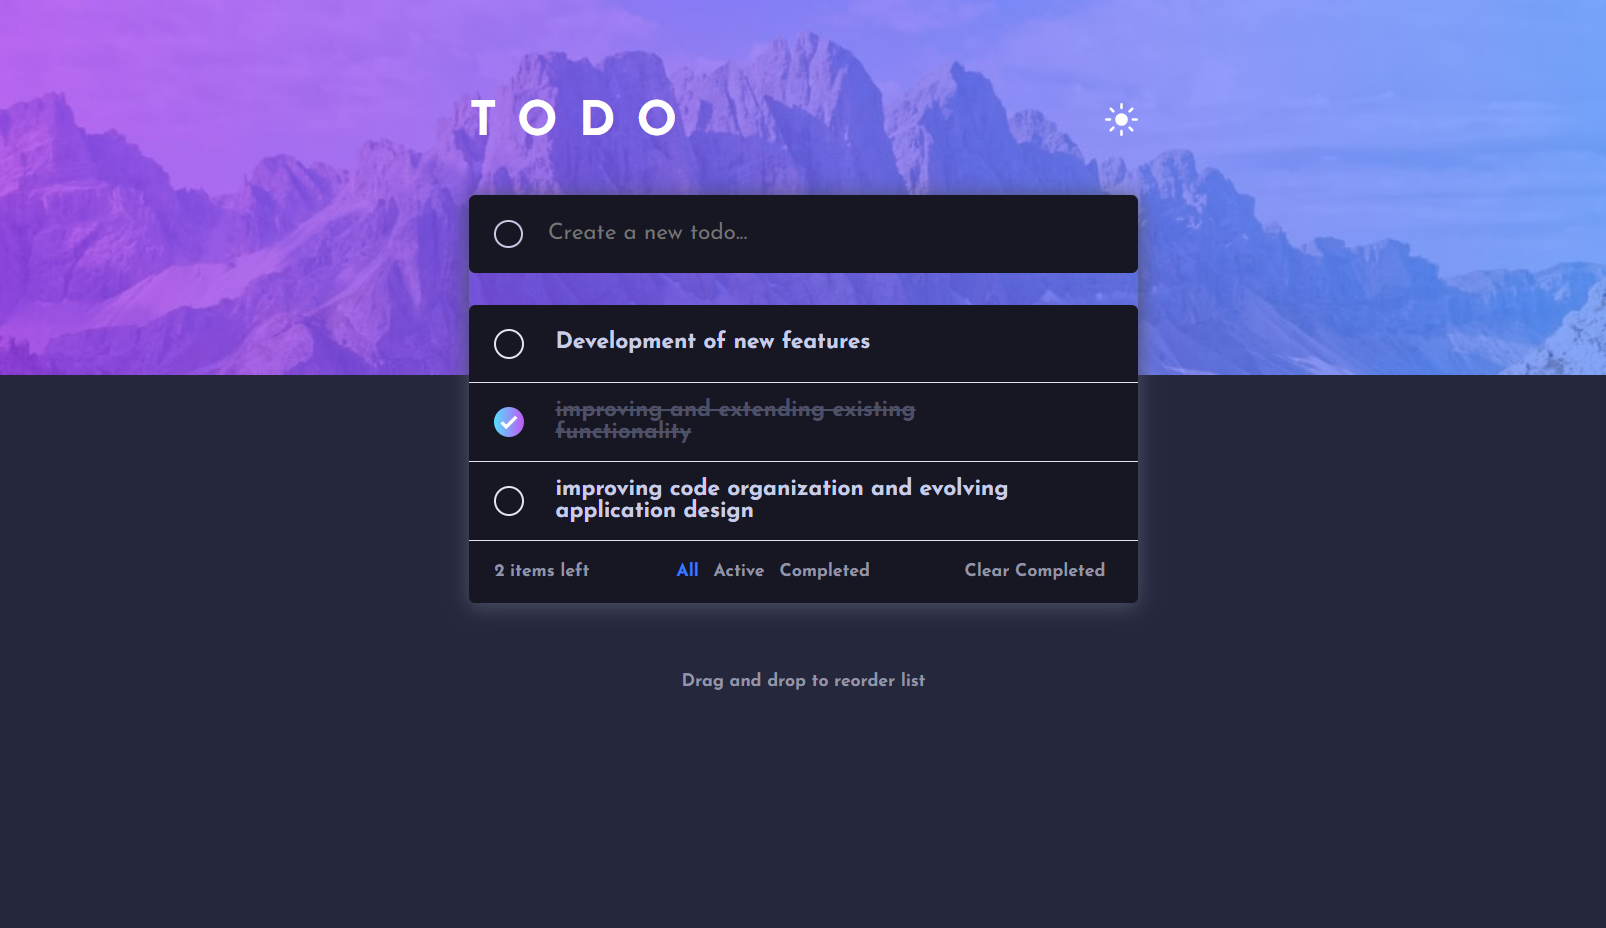 TODO
Create a new todo...
Development of new features
improving and extending existing
functionality
improving code organization and evolving
application design
2 items left All Active Completed Clear Completed
Drag and drop to reorder list